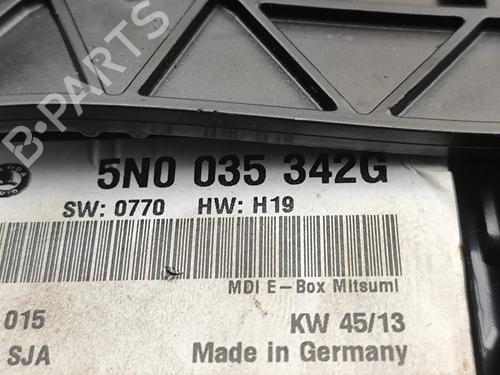 B-PARTS
5N0 035 342G
SW: 0770 HW: H19
MDI E-Box Mitsumi
015 KW 45/13
SJA Made in Germany